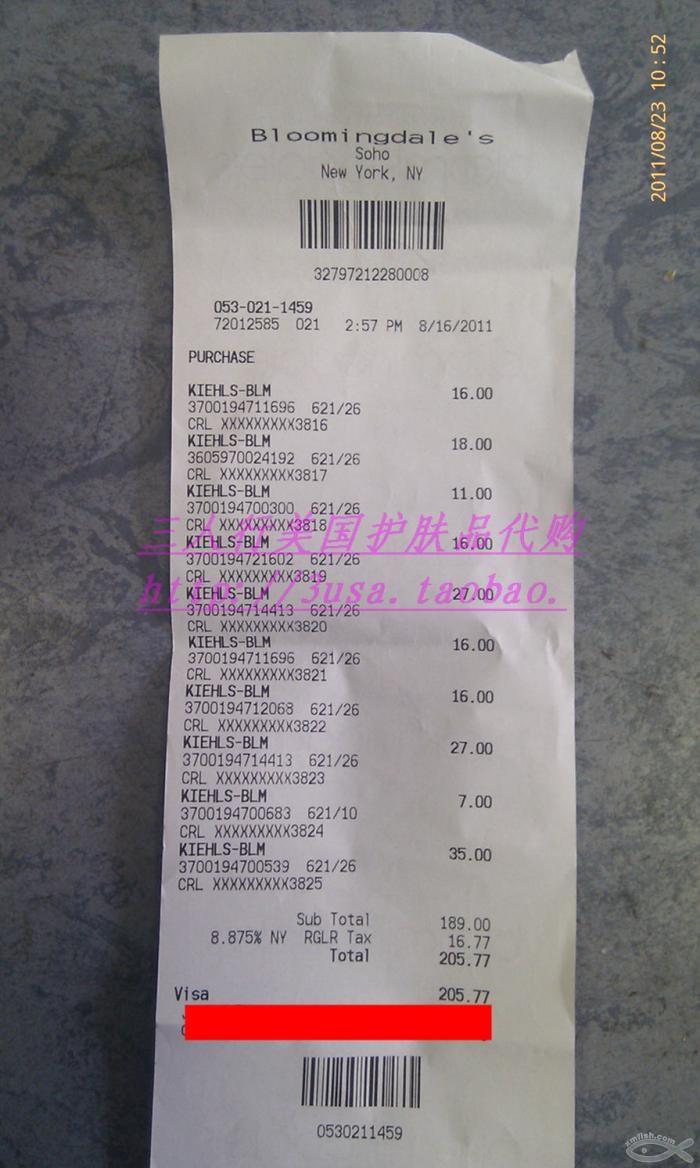 2011/08/23 10:52
Bloomingdale's
Soho
New York, NY
32797212280008
053-021-1459
72012585 021 2:57 PM 8/16/2011
PURCHASE
KIEHLS-BLM 16.00
3700194711696 621/26
CRL XXXXXXXXX3816
KIEHLS-BLM 18.00
3605970024192 621/26
CRL XXXXXXXXX3817
KIEHLS-BLM 11.00
3700194700300 621/26
CRL XXXXXXXXX3818
三人行美国护肤品代购
KIEHLS-BLM 16.00
3700194721602 621/26
CRL XXXXXXXXX3819
http://3usa.taobao.
KIEHLS-BLM 27.00
3700194714413 621/26
CRL XXXXXXXXX3820
KIEHLS-BLM 16.00
3700194711696 621/26
CRL XXXXXXXXX3821
KIEHLS-BLM 16.00
3700194712068 621/26
CRL XXXXXXXXX3822
KIEHLS-BLM 27.00
3700194714413 621/26
CRL XXXXXXXXX3823
KIEHLS-BLM 7.00
3700194700683 621/10
CRL XXXXXXXXX3824
KIEHLS-BLM 35.00
3700194700539 621/26
CRL XXXXXXXXX3825
Sub Total 189.00
8.875% NY RGLR Tax 16.77
Total 205.77
Visa 205.77
0530211459
xmfish.com